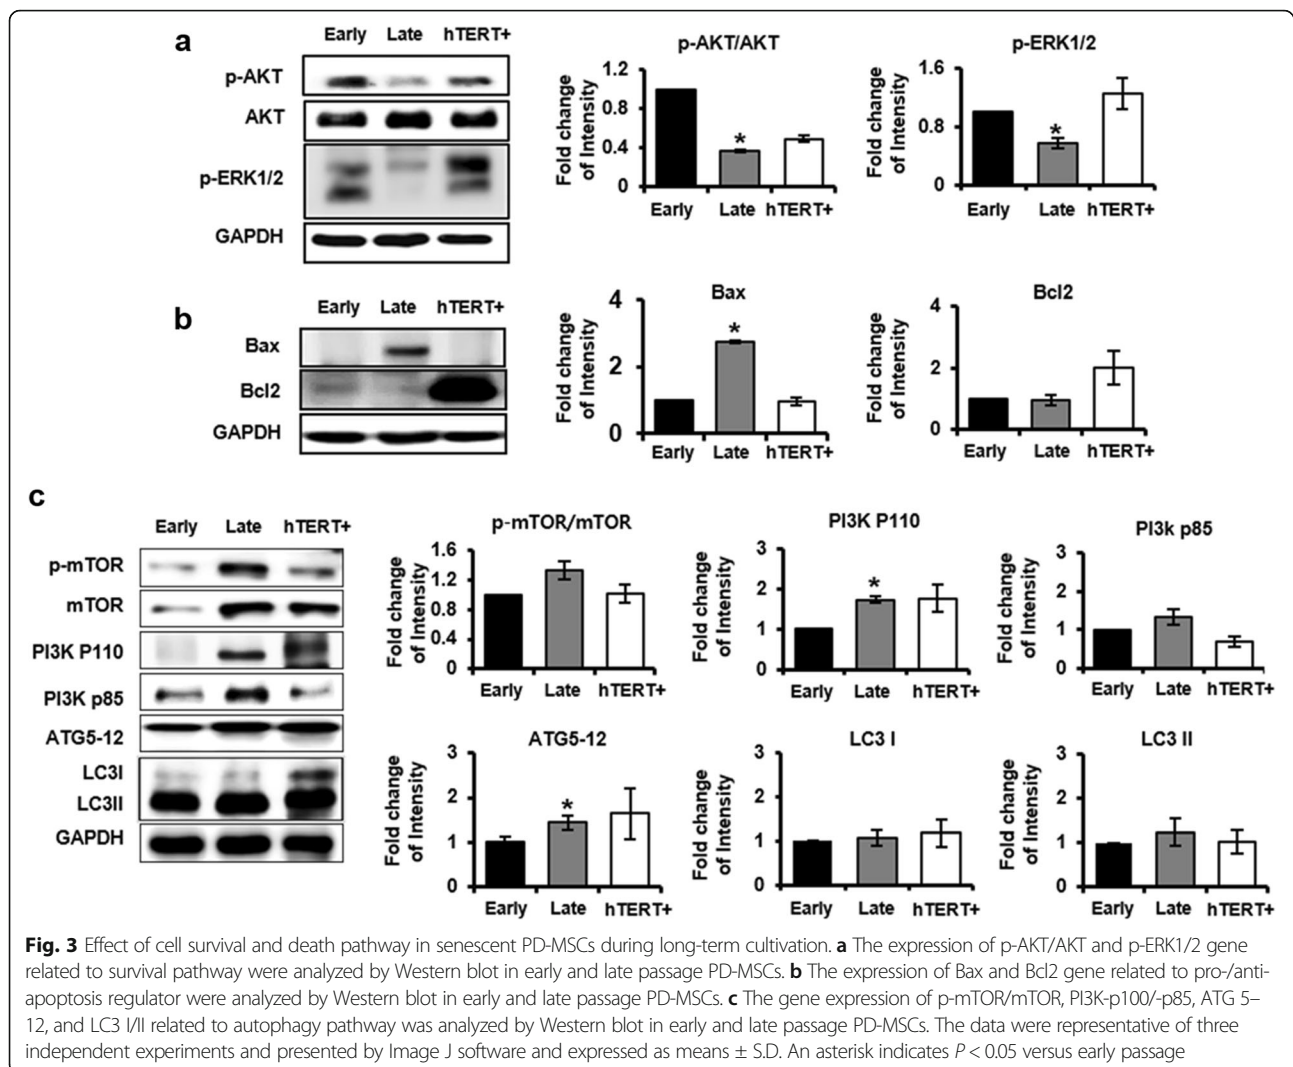 a
Early Late hTERT+
p-AKT
AKT
p-ERK1/2
GAPDH
p-AKT/AKT
Fold change
of Intensity
1.2
0.8
0.4
0
*
Early Late hTERT+
p-ERK1/2
Fold change
of Intensity
1.6
0.8
0
*
Early Late hTERT+
b
Early Late hTERT+
Bax
Bcl2
GAPDH
Bax
Fold change
of Intensity
4
2
0
*
Early Late hTERT+
Bcl2
Fold change
of Intensity
4
2
0
Early Late hTERT+
c
Early Late hTERT+
p-mTOR
mTOR
PI3K P110
PI3K p85
ATG5-12
LC3I
LC3II
GAPDH
p-mTOR/mTOR
Fold change
of Intensity
1.6
1.2
0.8
0.4
0
Early Late hTERT+
PI3K P110
Fold change
of Intensity
3
2
1
0
*
Early Late hTERT+
PI3k p85
Fold change
of Intensity
3
2
1
0
Early Late hTERT+
ATG5-12
Fold change
of Intensity
3
2
1
0
*
Early Late hTERT+
LC3 I
Fold change
of Intensity
3
2
1
0
Early Late hTERT+
LC3 II
Fold change
of Intensity
3
2
1
0
Early Late hTERT+
Fig. 3 Effect of cell survival and death pathway in senescent PD-MSCs during long-term cultivation. a The expression of p-AKT/AKT and p-ERK1/2 gene
related to survival pathway were analyzed by Western blot in early and late passage PD-MSCs. b The expression of Bax and Bcl2 gene related to pro-/anti-
apoptosis regulator were analyzed by Western blot in early and late passage PD-MSCs. c The gene expression of p-mTOR/mTOR, PI3K-p100/-p85, ATG 5–
12, and LC3 I/II related to autophagy pathway was analyzed by Western blot in early and late passage PD-MSCs. The data were representative of three
independent experiments and presented by Image J software and expressed as means ± S.D. An asterisk indicates P < 0.05 versus early passage